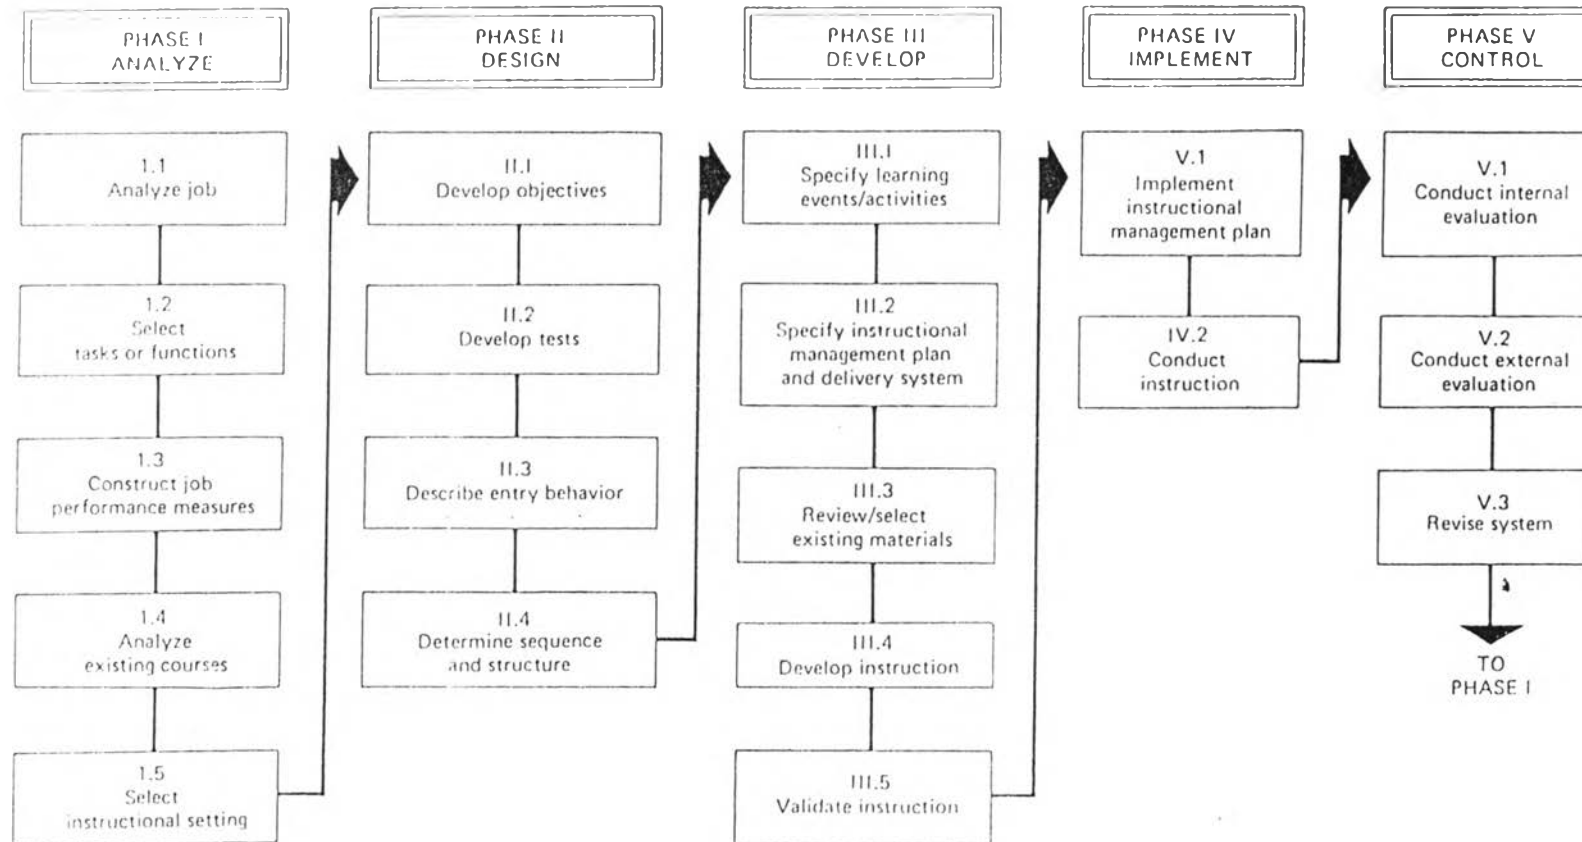 PHASE I
ANALYZE
PHASE II
DESIGN
PHASE III
DEVELOP
PHASE IV
IMPLEMENT
PHASE V
CONTROL
1.1
Analyze job
1.2
Select
tasks or functions
1.3
Construct job
performance measures
1.4
Analyze
existing courses
1.5
Select
instructional setting
II.I
Develop objectives
II.2
Develop tests
II.3
Describe entry behavior
II.4
Determine sequence
and structure
III.I
Specify learning
events/activities
III.2
Specify instructional
management plan
and delivery system
III.3
Review/select
existing materials
III.4
Develop instruction
III.5
Validate instruction
V.1
Implement
instructional
management plan
IV.2
Conduct
instruction
V.1
Conduct internal
evaluation
V.2
Conduct external
evaluation
V.3
Revise system
TO
PHASE I